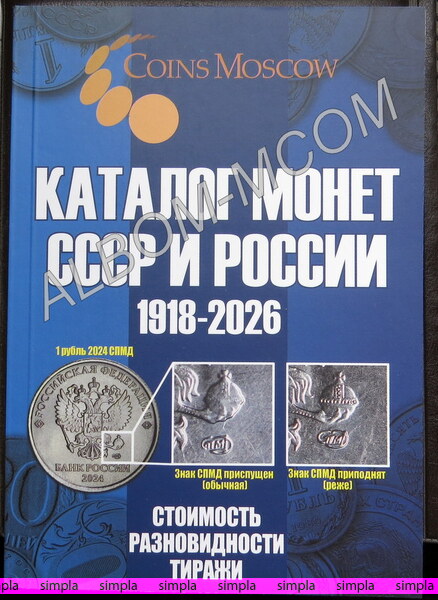 COINS MOSCOW
КАТАЛОГ МОНЕТ
СССР И РОССИИ
1918-2026
ALBOM-MCOM
1 рубль 2024 СПМД
РОССИЙСКАЯ ФЕДЕРАЦИЯ
БАНК РОССИИ
2024
Знак СПМД приспущен
(обычная)
Знак СПМД приподнят
(реже)
СТОИМОСТЬ
РАЗНОВИДНОСТИ
ТИРАЖИ
simpla simpla simpla simpla simpla simpla simpla simpla